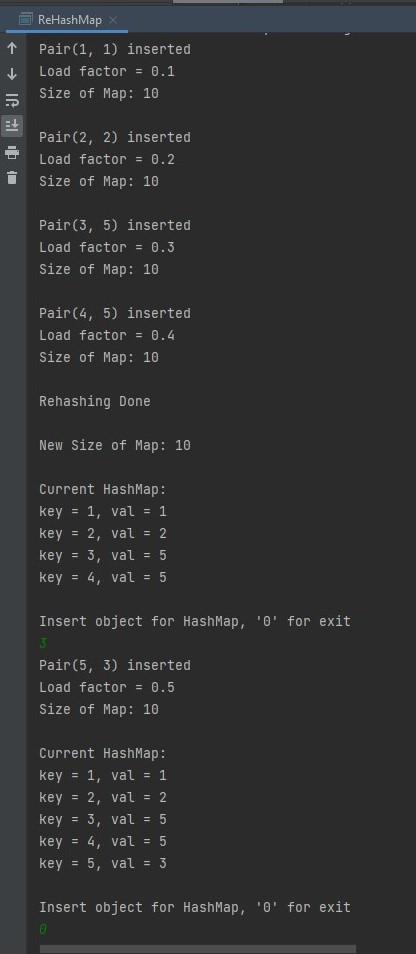 ReHashMap
Pair(1, 1) inserted
Load factor = 0.1
Size of Map: 10
Pair(2, 2) inserted
Load factor = 0.2
Size of Map: 10
Pair(3, 5) inserted
Load factor = 0.3
Size of Map: 10
Pair(4, 5) inserted
Load factor = 0.4
Size of Map: 10
Rehashing Done
New Size of Map: 10
Current HashMap:
key = 1, val = 1
key = 2, val = 2
key = 3, val = 5
key = 4, val = 5
Insert object for HashMap, '0' for exit
3
Pair(5, 3) inserted
Load factor = 0.5
Size of Map: 10
Current HashMap:
key = 1, val = 1
key = 2, val = 2
key = 3, val = 5
key = 4, val = 5
key = 5, val = 3
Insert object for HashMap, '0' for exit
0